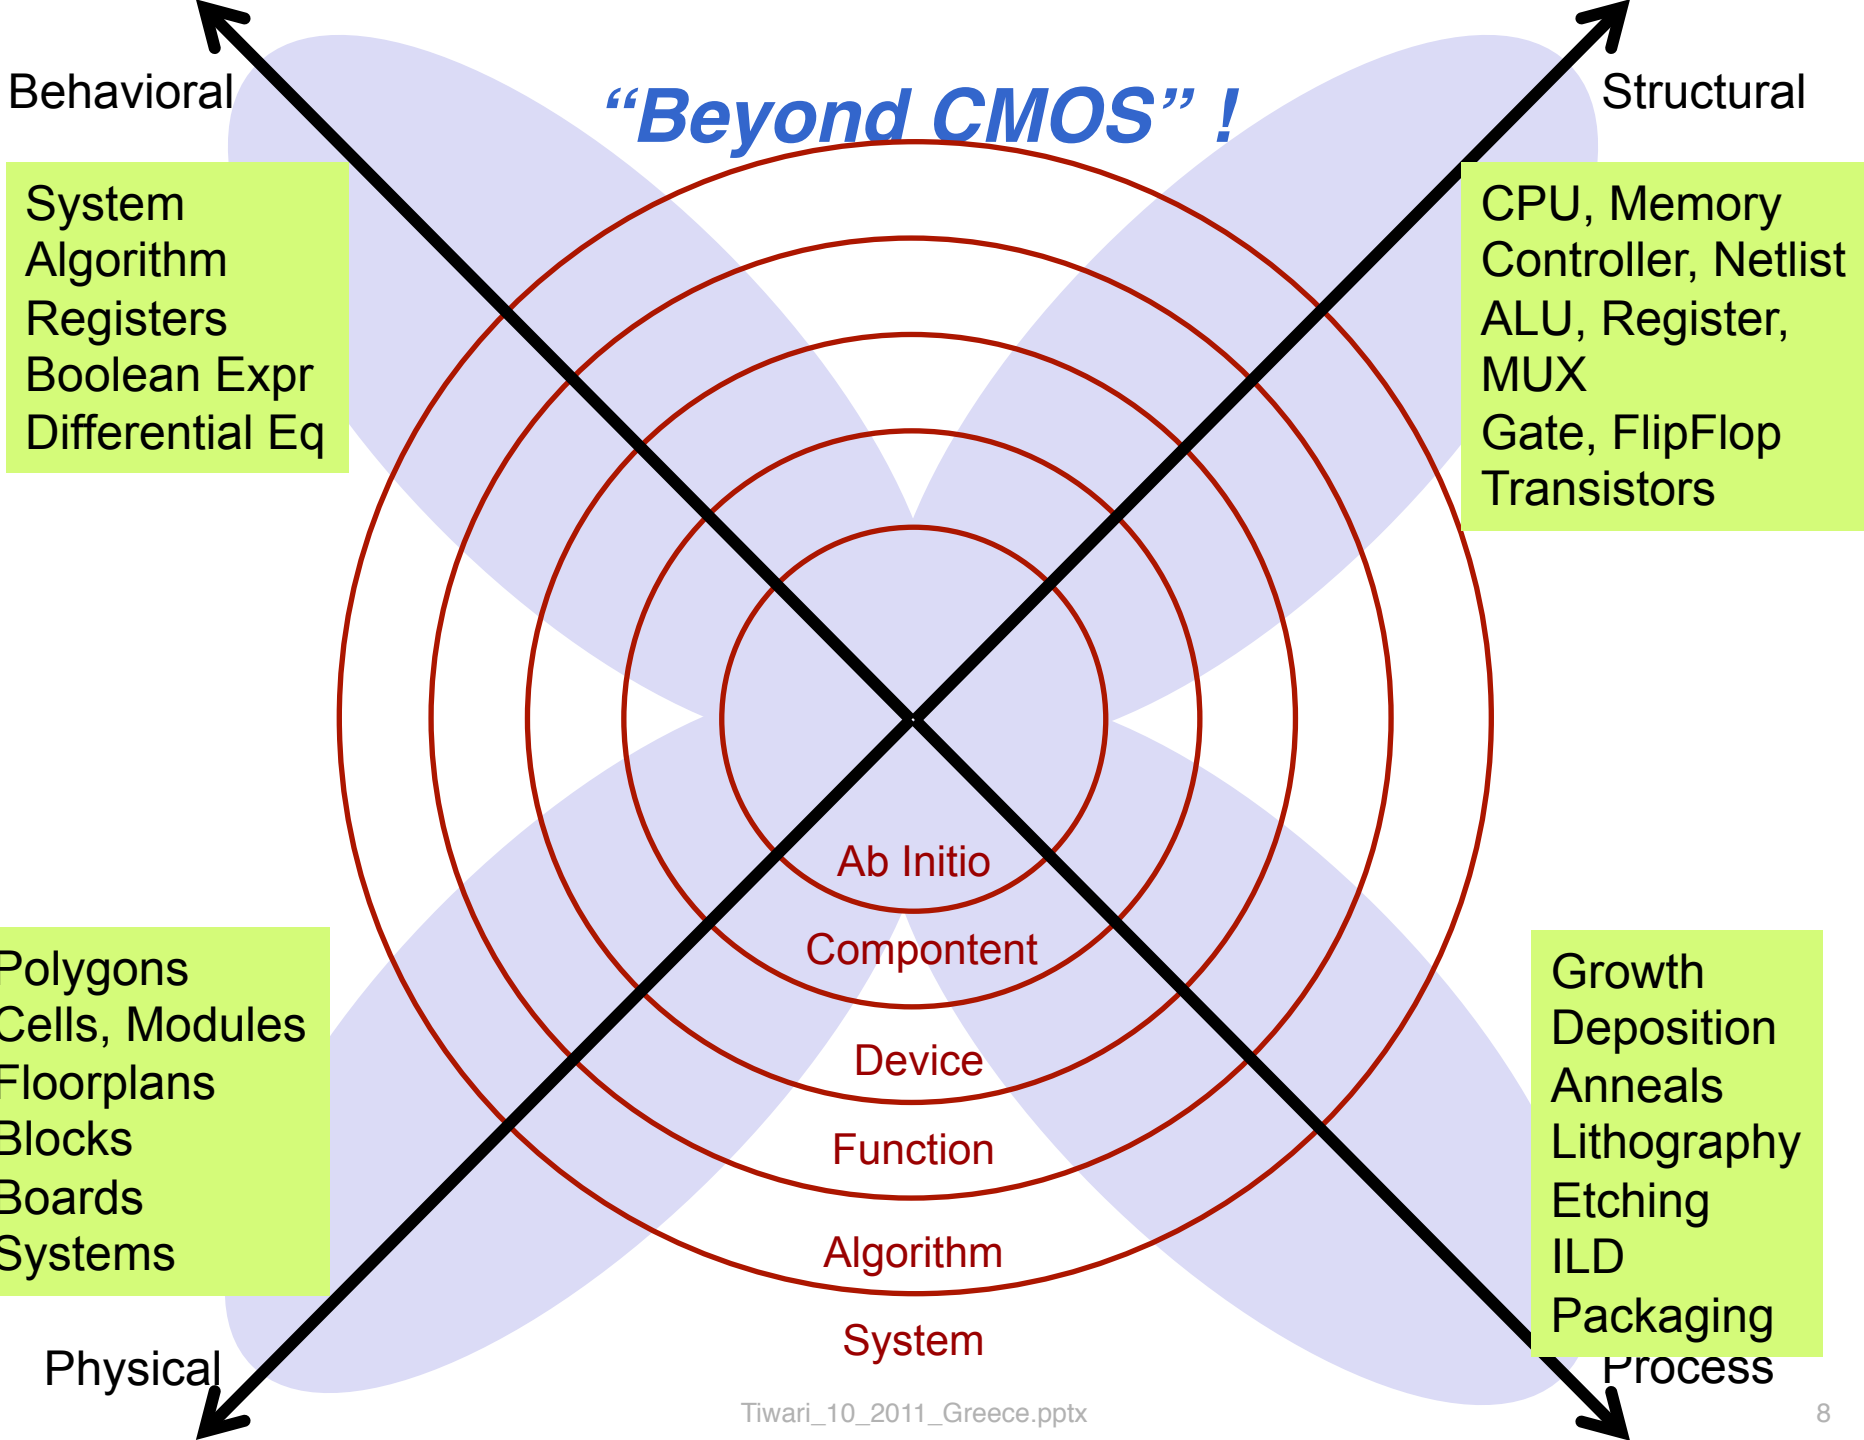 Behavioral
“Beyond CMOS” !
Structural
System
Algorithm
Registers
Boolean Expr
Differential Eq
CPU, Memory
Controller, Netlist
ALU, Register,
MUX
Gate, FlipFlop
Transistors
Ab Initio
Compontent
Device
Function
Algorithm
System
Polygons
Cells, Modules
Floorplans
Blocks
Boards
Systems
Physical
Growth
Deposition
Anneals
Lithography
Etching
ILD
Packaging
Process
Tiwari_10_2011_Greece.pptx
8